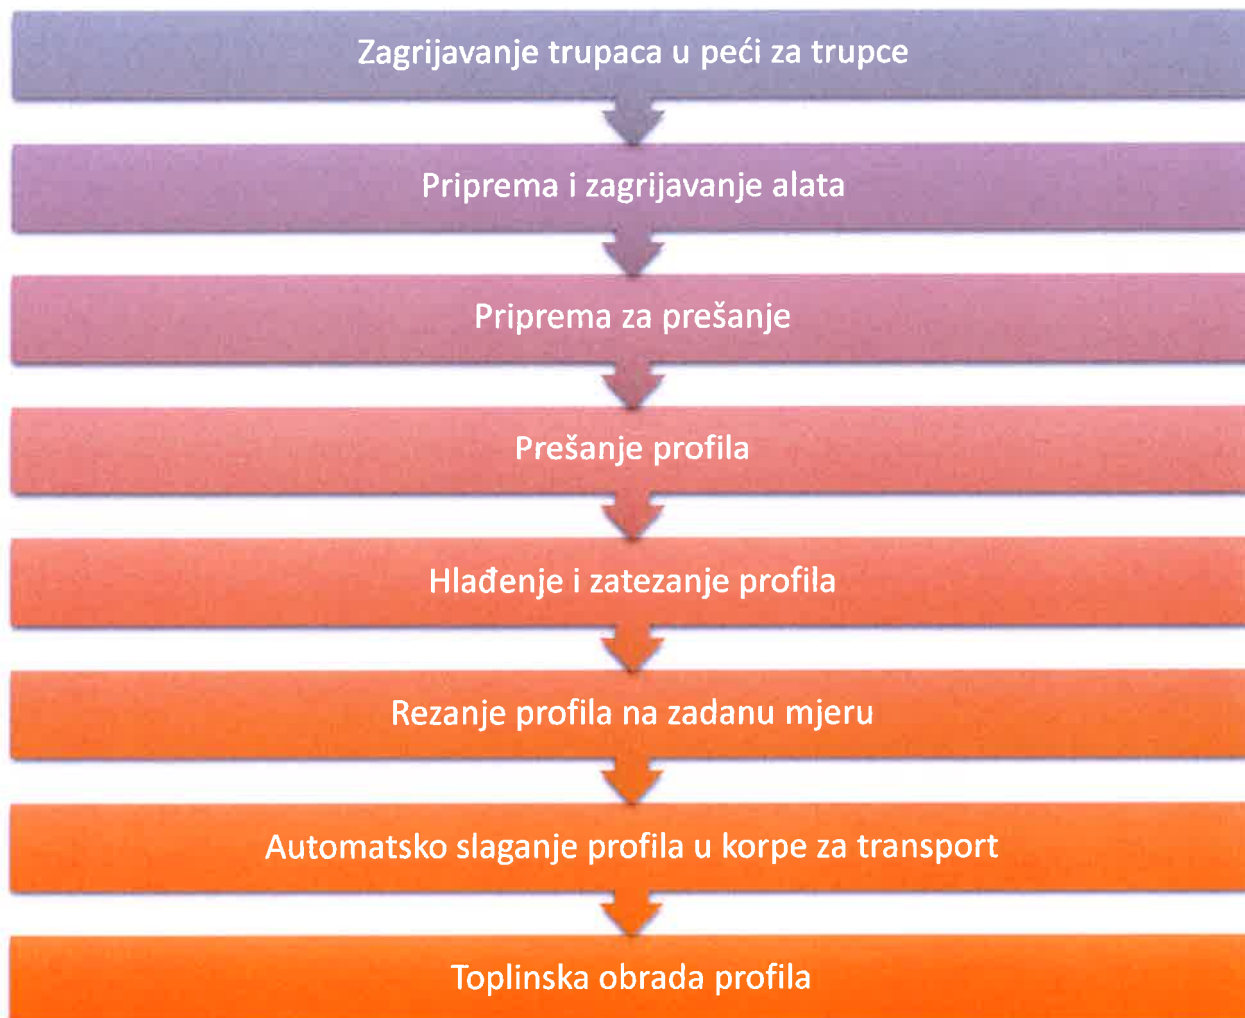 Zagrijavanje trupaca u peći za trupce
Priprema i zagrijavanje alata
Priprema za prešanje
Prešanje profila
Hlađenje i zatezanje profila
Rezanje profila na zadanu mjeru
Automatsko slaganje profila u korpe za transport
Toplinska obrada profila